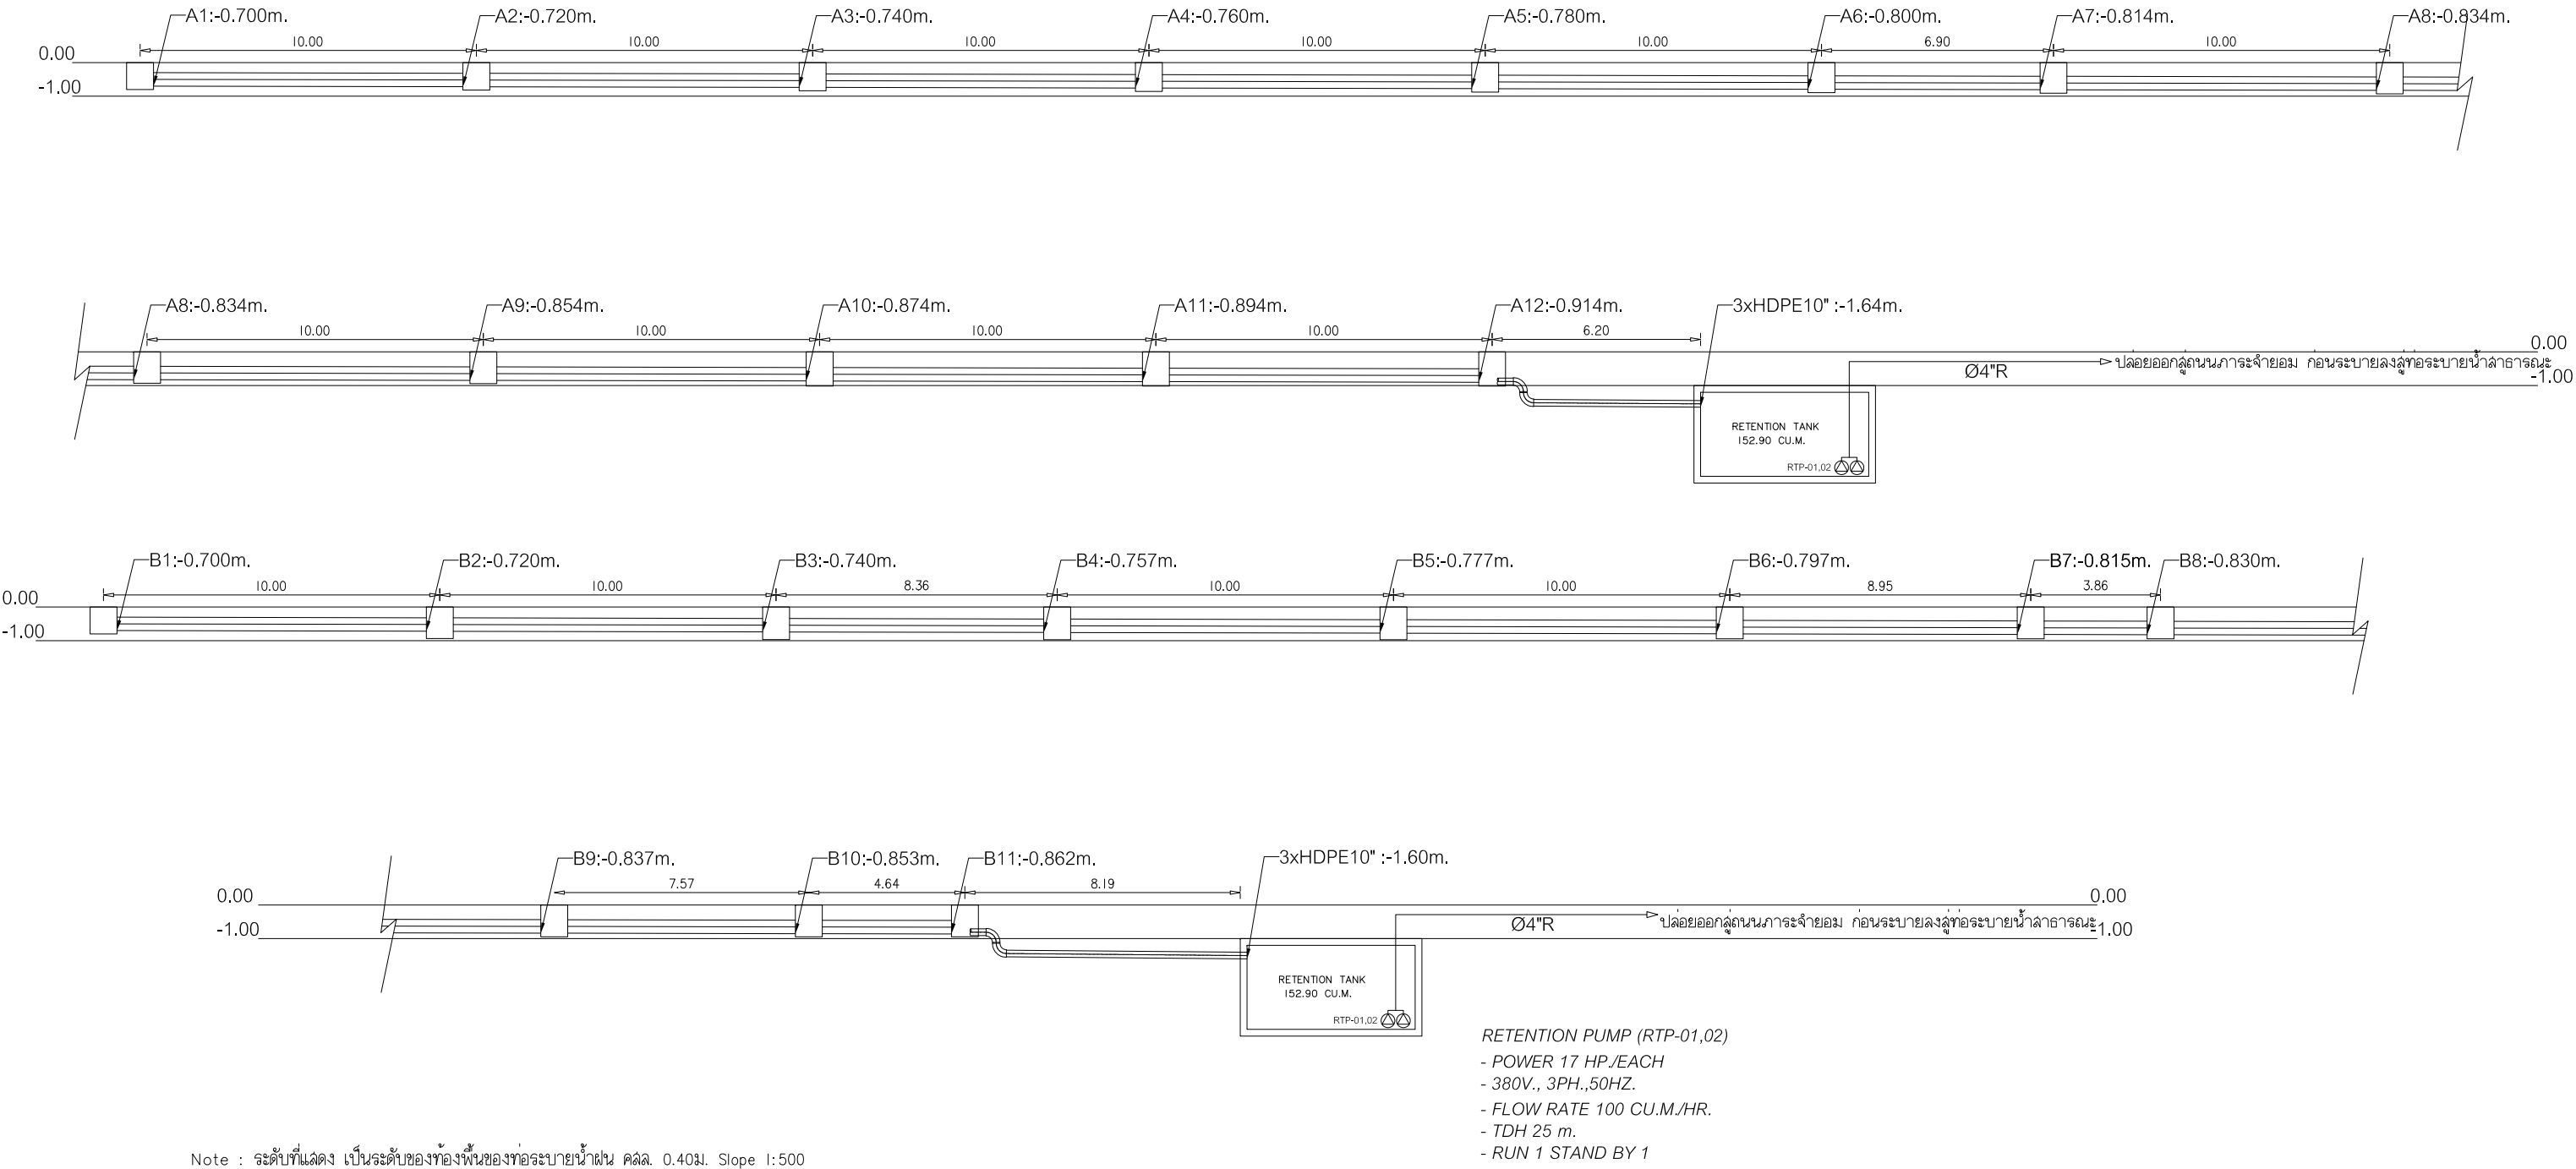 A1:-0.700m. A2:-0.720m. A3:-0.740m. A4:-0.760m. A5:-0.780m. A6:-0.800m. A7:-0.814m. A8:-0.834m.
10.00 10.00 10.00 10.00 10.00 6.90 10.00
0.00
-1.00
A8:-0.834m. A9:-0.854m. A10:-0.874m. A11:-0.894m. A12:-0.914m. 3xHDPE10" :-1.64m.
10.00 10.00 10.00 10.00 6.20
0.00
Ø4"R ปล่อยออกสู่ถนนภาระจำยอม ก่อนระบายลงสู่ท่อระบายน้ำสาธารณะ
-1.00
RETENTION TANK
152.90 CU.M.
RTP-01,02
B1:-0.700m. B2:-0.720m. B3:-0.740m. B4:-0.757m. B5:-0.777m. B6:-0.797m. B7:-0.815m. B8:-0.830m.
10.00 10.00 8.36 10.00 10.00 8.95 3.86
0.00
-1.00
B9:-0.837m. B10:-0.853m. B11:-0.862m. 3xHDPE10" :-1.60m.
7.57 4.64 8.19
0.00 0.00
-1.00 Ø4"R ปล่อยออกสู่ถนนภาระจำยอม ก่อนระบายลงสู่ท่อระบายน้ำสาธารณะ -1.00
RETENTION TANK
152.90 CU.M.
RTP-01,02
RETENTION PUMP (RTP-01,02)
- POWER 17 HP./EACH
- 380V., 3PH.,50HZ.
- FLOW RATE 100 CU.M./HR.
- TDH 25 m.
- RUN 1 STAND BY 1
Note : ระดับที่แสดง เป็นระดับของท้องพื้นของท่อระบายน้ำฝน คสล. 0.40ม. Slope 1:500